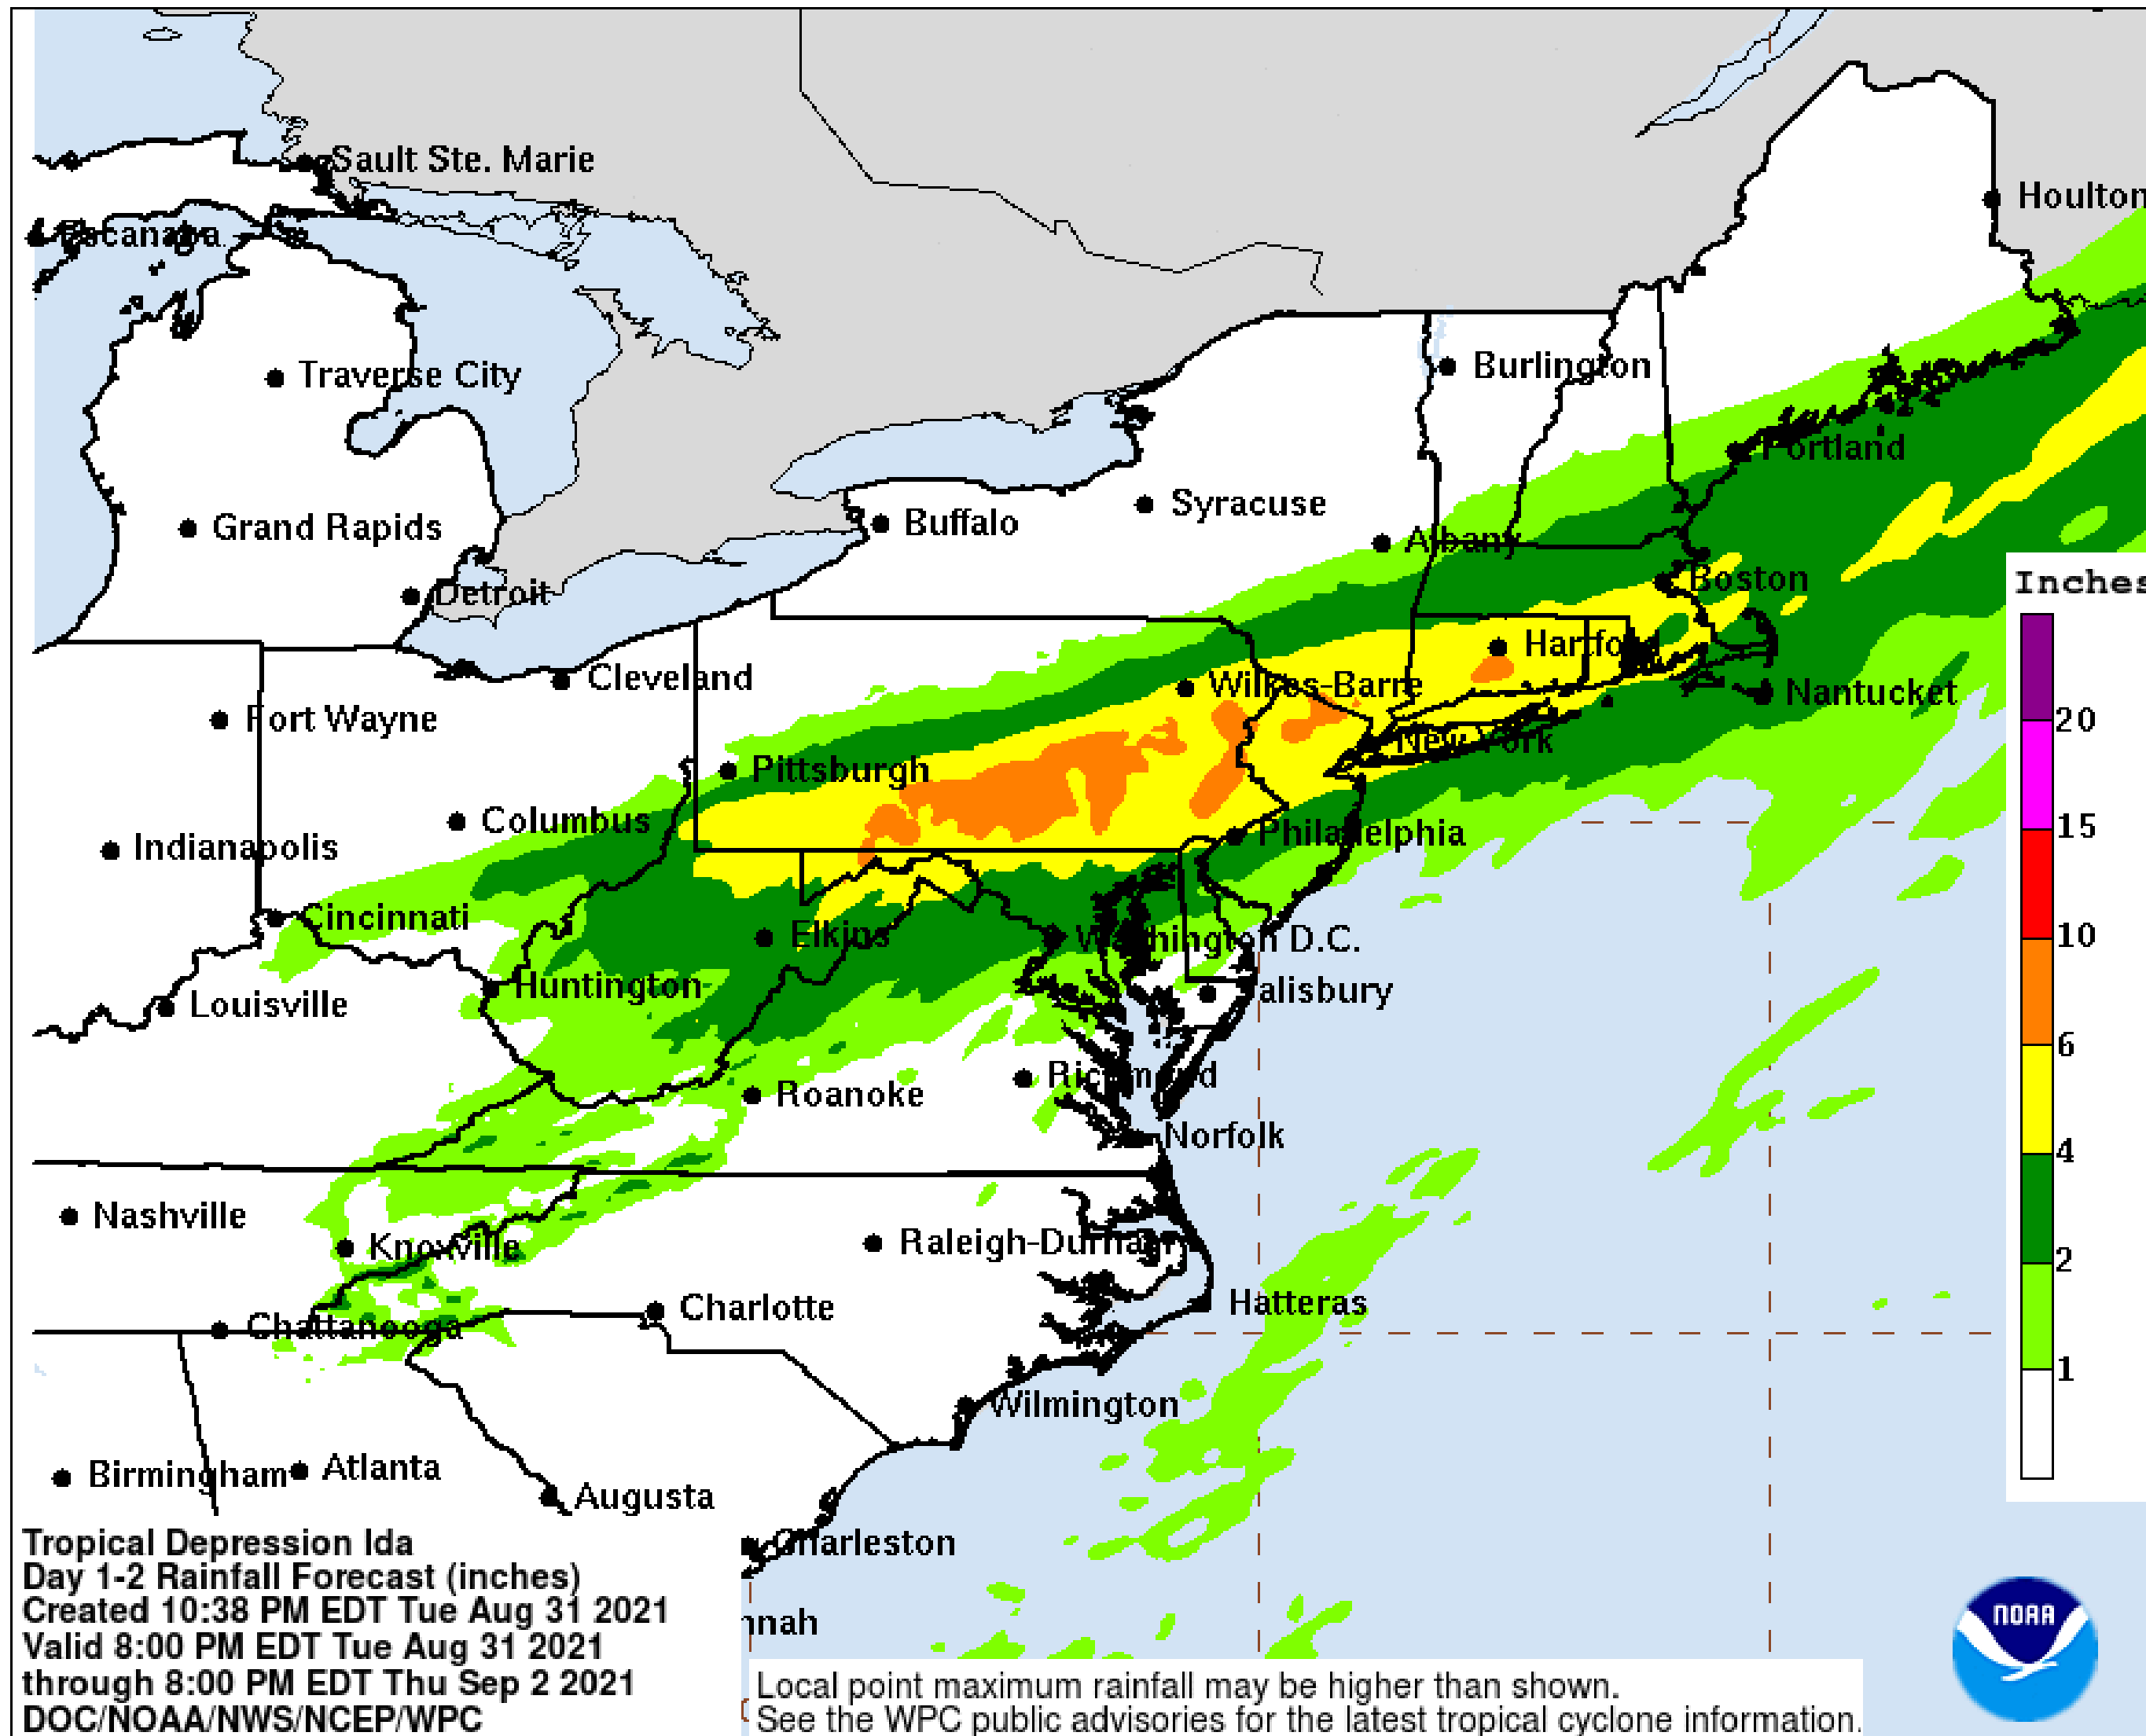 Sault Ste. Marie
Houlton
Escanaba
Traverse City
Burlington
Portland
Grand Rapids
Buffalo
Syracuse
Albany
Detroit
Boston
Inches
Hartford
Cleveland
Wilkes-Barre
Nantucket
Fort Wayne
20
New York
Pittsburgh
Columbus
15
Philadelphia
Indianapolis
Cincinnati
Elkins
Washington D.C.
10
Huntington
Salisbury
Louisville
6
Richmond
Roanoke
Norfolk
4
Nashville
Knoxville
Raleigh-Durham
2
Hatteras
Charlotte
Chattanooga
1
Wilmington
Birmingham
Atlanta
Augusta
Charleston
nnah
Tropical Depression Ida
Day 1-2 Rainfall Forecast (inches)
Created 10:38 PM EDT Tue Aug 31 2021
Valid 8:00 PM EDT Tue Aug 31 2021
through 8:00 PM EDT Thu Sep 2 2021
DOC/NOAA/NWS/NCEP/WPC
Local point maximum rainfall may be higher than shown.
See the WPC public advisories for the latest tropical cyclone information.
NOAA